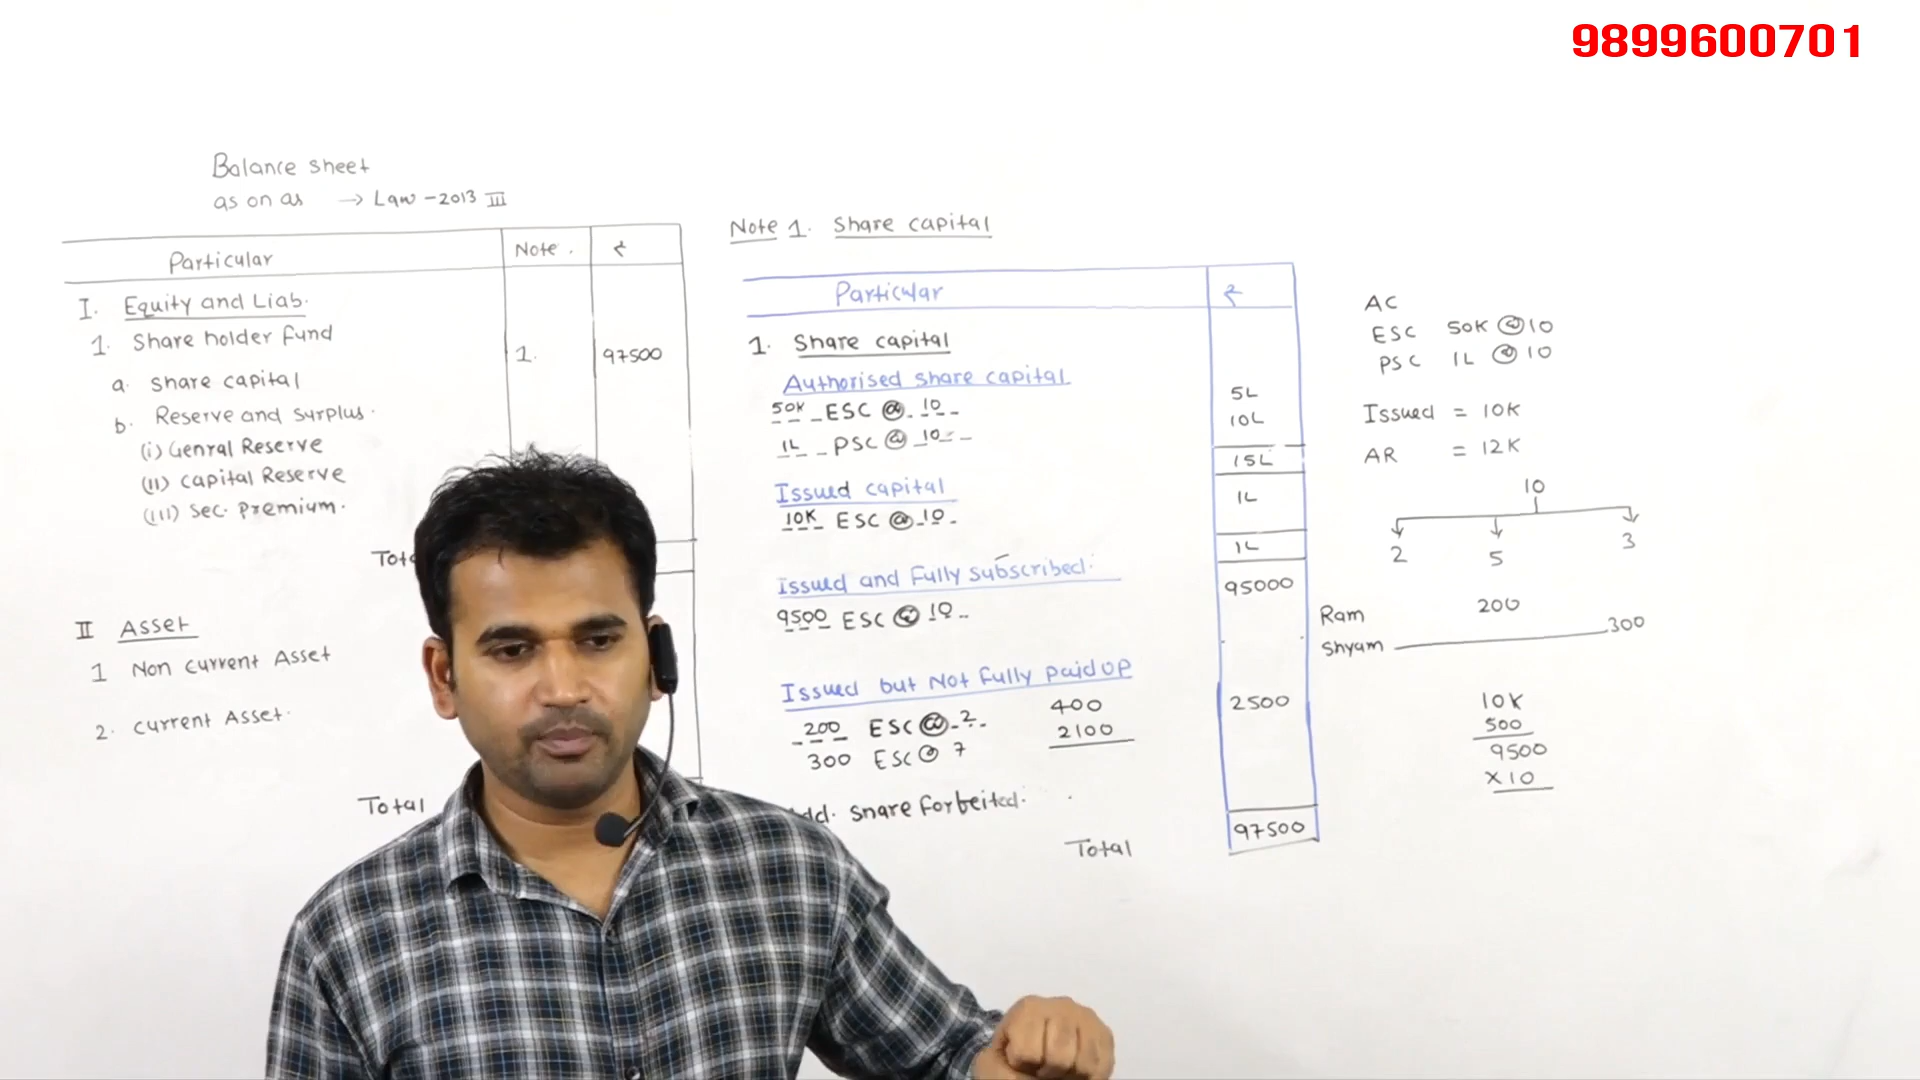 9899600701
Balance sheet
as on as → Law -2013 III
Particular Note. ₹
I. Equity and Liab.
1. Share holder fund
a. Share capital 1. 97500
b. Reserve and surplus.
(i) Genral Reserve
(ii) Capital Reserve
(iii) Sec. Premium.
II Asset
1 Non current Asset
2. current Asset.
Total
Note 1. Share capital
Particular ₹
1. Share capital
Authorised share capital
50K ESC @ 10 5L
1L PSC @ 10 10L
15L
Issued capital 1L
10K ESC @ 10
1L
Issued and Fully subscribed. 95000
9500 ESC @ 10
Issued but Not Fully paid up
200 ESC @ 2 400 2500
300 ESC @ 7 2100
share forbeited.
Total 97500
AC
ESC 50K @ 10
PSC 1L @ 10
Issued = 10K
AR = 12K
10
2 5 3
Ram 200
Shyam 300
10K
500
9500
x10